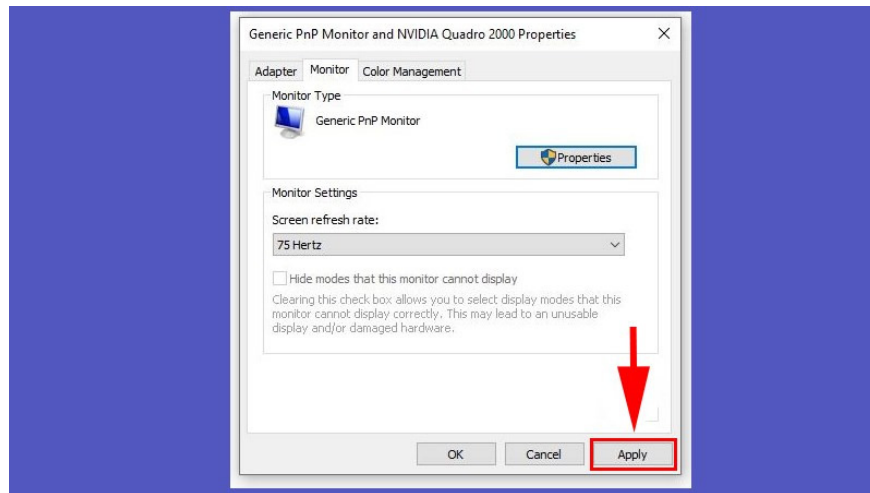 Generic PnP Monitor and NVIDIA Quadro 2000 Properties
Adapter Monitor Color Management
Monitor Type
Generic PnP Monitor
Properties
Monitor Settings
Screen refresh rate:
75 Hertz
Hide modes that this monitor cannot display
Clearing this check box allows you to select display modes that this
monitor cannot display correctly. This may lead to an unusable
display and/or damaged hardware.
OK Cancel Apply